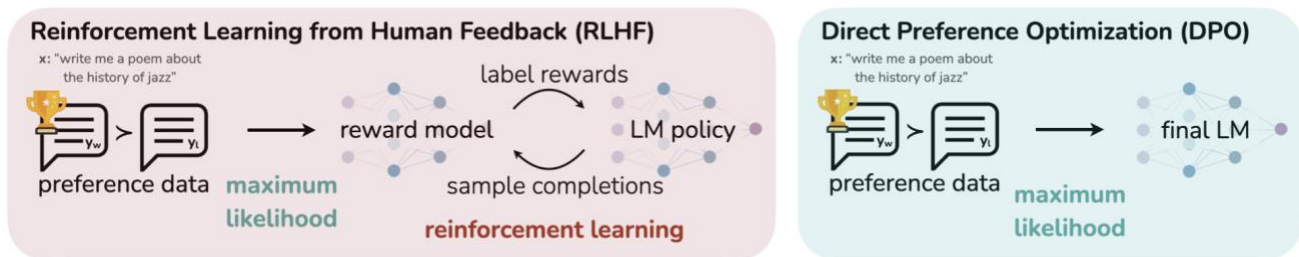 Reinforcement Learning from Human Feedback (RLHF)
x: "write me a poem about
the history of jazz"
label rewards
yw
>
yl
reward model
LM policy
preference data
sample completions
maximum
likelihood
reinforcement learning
Direct Preference Optimization (DPO)
x: "write me a poem about
the history of jazz"
yw
>
yl
final LM
preference data
maximum
likelihood